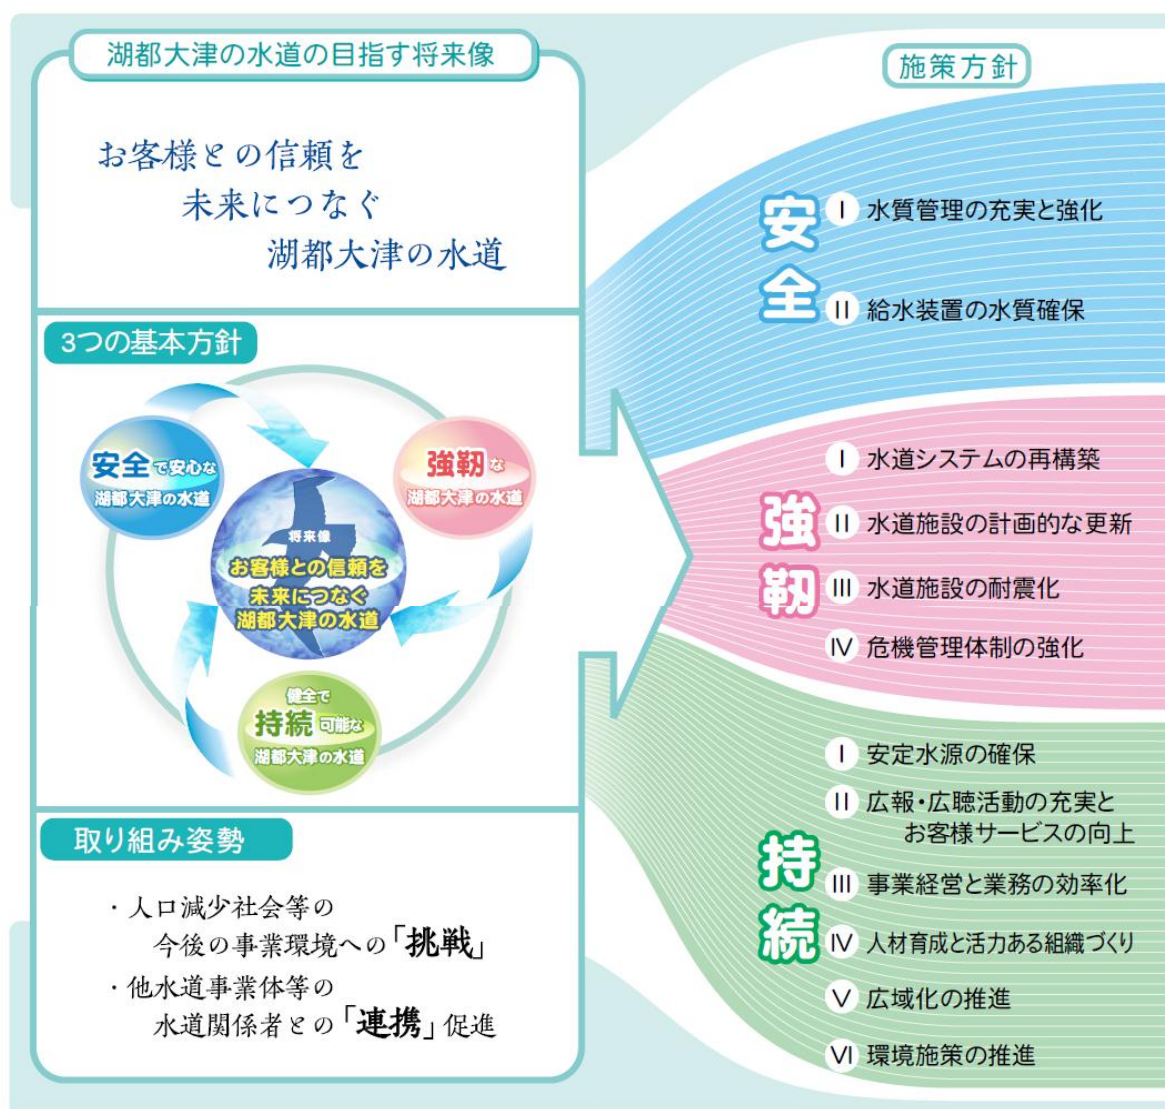 湖都大津の水道の目指す将来像
お客様との信頼を
未来につなぐ
湖都大津の水道
3つの基本方針
安全で安心な
湖都大津の水道
強靭な
湖都大津の水道
将来像
お客様との信頼を
未来につなぐ
湖都大津の水道
健全で
持続可能な
湖都大津の水道
取り組み姿勢
・人口減少社会等の
今後の事業環境への「挑戦」
・他水道事業体等の
水道関係者との「連携」促進
施策方針
安全
Ⅰ 水質管理の充実と強化
Ⅱ 給水装置の水質確保
強靭
Ⅰ 水道システムの再構築
Ⅱ 水道施設の計画的な更新
Ⅲ 水道施設の耐震化
Ⅳ 危機管理体制の強化
持続
Ⅰ 安定水源の確保
Ⅱ 広報・広聴活動の充実と
お客様サービスの向上
Ⅲ 事業経営と業務の効率化
Ⅳ 人材育成と活力ある組織づくり
Ⅴ 広域化の推進
Ⅵ 環境施策の推進